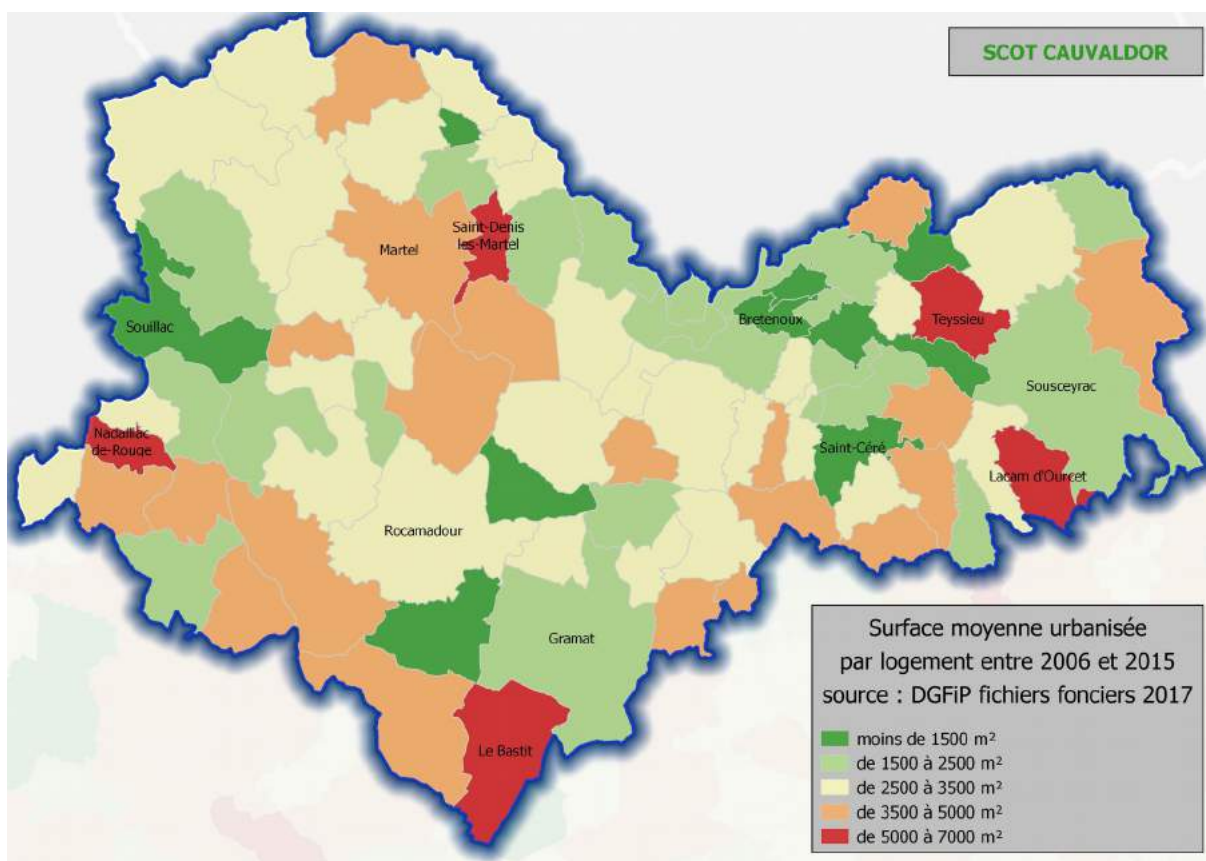 SCOT CAUVALDOR
Saint-Denis
les-Martel
Martel
Souillac
Bretenoux
Teyssieu
Sousceyrac
Nadaillac
de-Rouge
Saint-Céré
Lacam d'Ourcet
Rocamadour
Gramat
Le Bastit
Surface moyenne urbanisée
par logement entre 2006 et 2015
source : DGFiP fichiers fonciers 2017
moins de 1500 m²
de 1500 à 2500 m²
de 2500 à 3500 m²
de 3500 à 5000 m²
de 5000 à 7000 m²